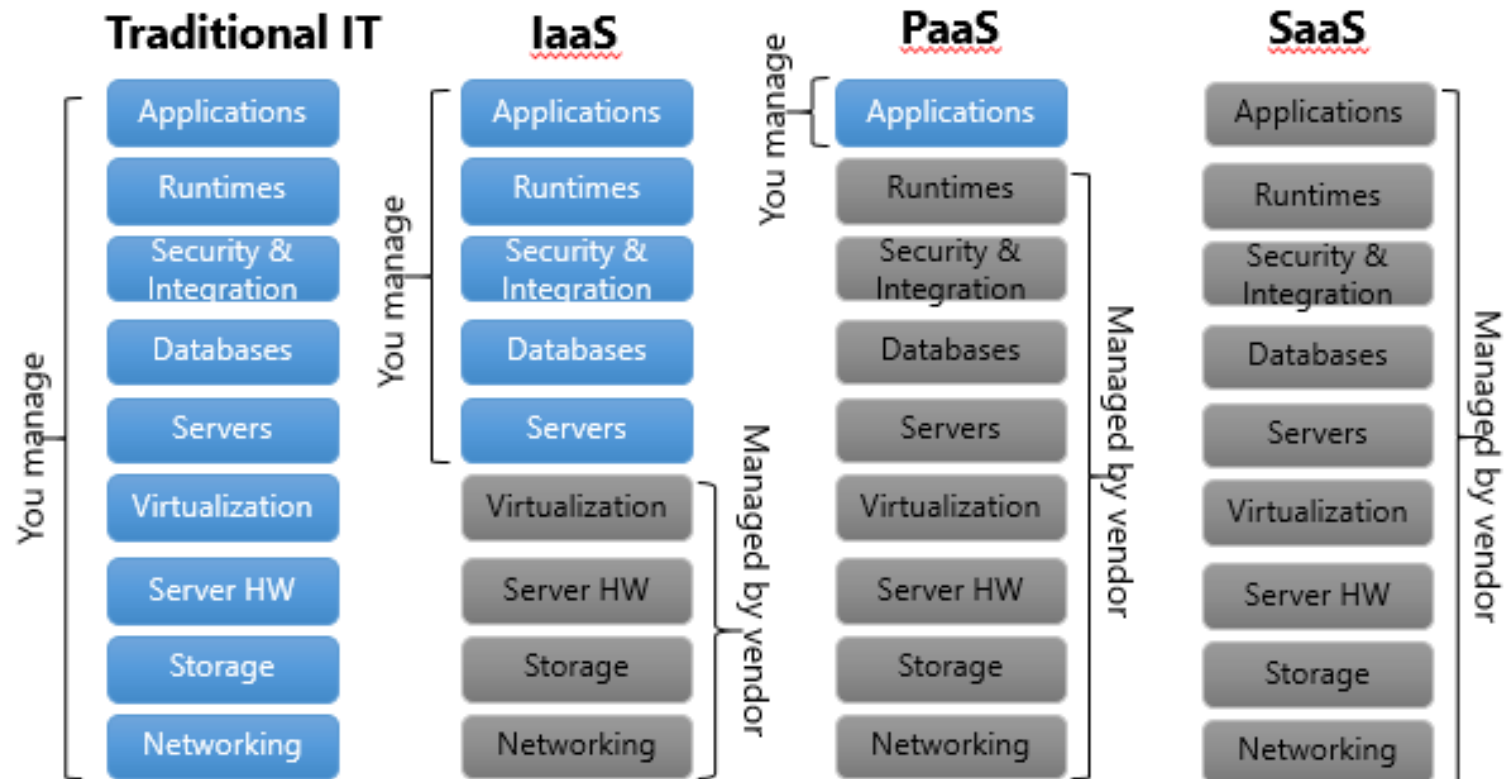 Traditional IT
IaaS
PaaS
SaaS
You manage
Applications
Runtimes
Security &
Integration
Databases
Servers
Virtualization
Server HW
Storage
Networking
You manage
Applications
Runtimes
Security &
Integration
Databases
Servers
Virtualization
Server HW
Storage
Networking
Managed by vendor
You manage
Applications
Runtimes
Security &
Integration
Databases
Servers
Virtualization
Server HW
Storage
Networking
Managed by vendor
Applications
Runtimes
Security &
Integration
Databases
Servers
Virtualization
Server HW
Storage
Networking
Managed by vendor